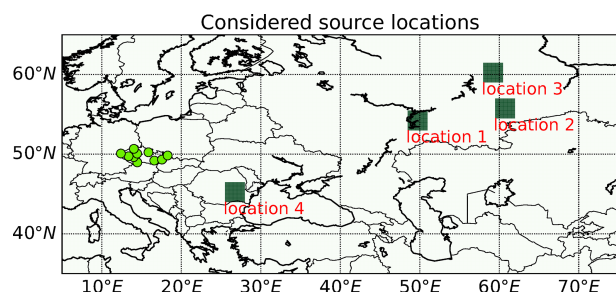 Considered source locations
60°N
location 3
location 2
location 1
50°N
location 4
40°N
10°E 20°E 30°E 40°E 50°E 60°E 70°E